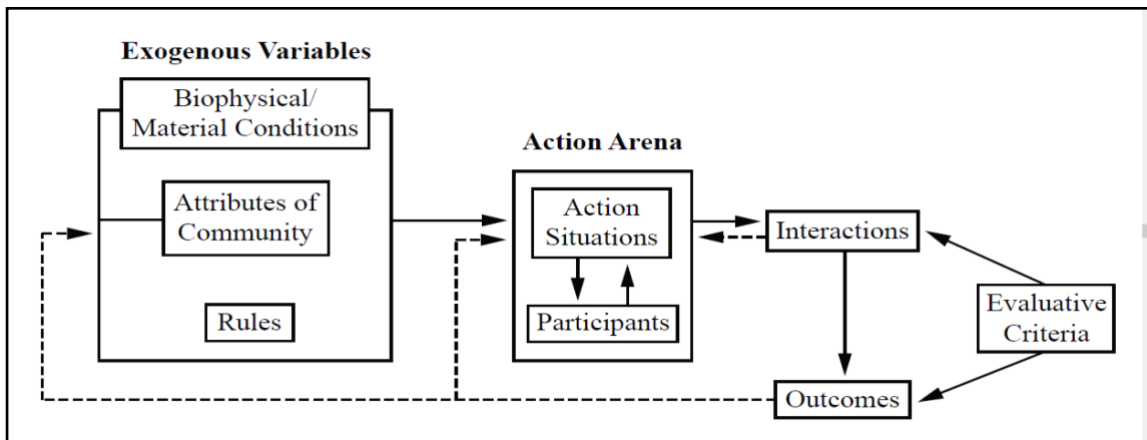 Exogenous Variables
Biophysical/
Material Conditions
Attributes of
Community
Rules
Action Arena
Action
Situations
Participants
Interactions
Outcomes
Evaluative
Criteria